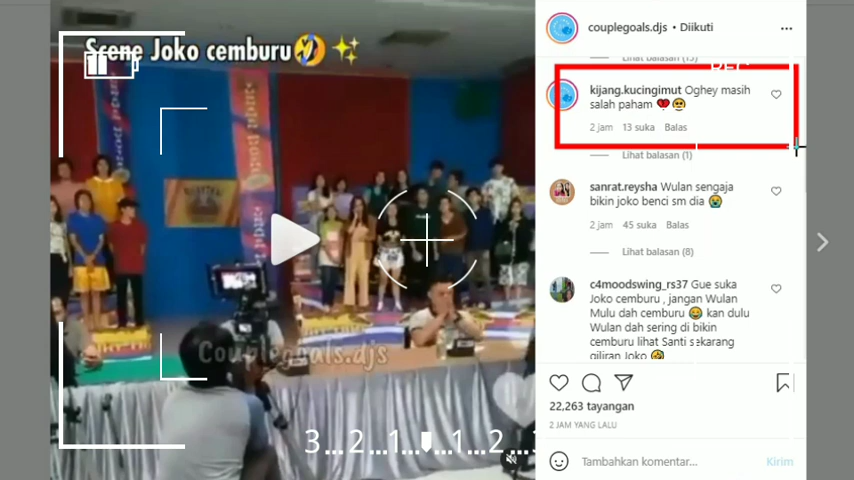 Scene Joko cemburu🤣✨
Couplegoals.djs
3...2...1...1...2...
couplegoals.djs • Diikuti
Lihat balasan (15)
REC
kijang.kucingimut Oghey masih
salah paham 💔🥺
2 jam 13 suka Balas
Lihat balasan (1)
sanrat.reysha Wulan sengaja
bikin joko benci sm dia 😭
2 jam 45 suka Balas
Lihat balasan (8)
c4moodswing_rs37 Gue suka
Joko cemburu , jangan Wulan
Mulu dah cemburu 😂 kan dulu
Wulan dah sering di bikin
cemburu lihat Santi sekarang
giliran Joko 🤣
22,263 tayangan
2 JAM YANG LALU
Tambahkan komentar...
Kirim